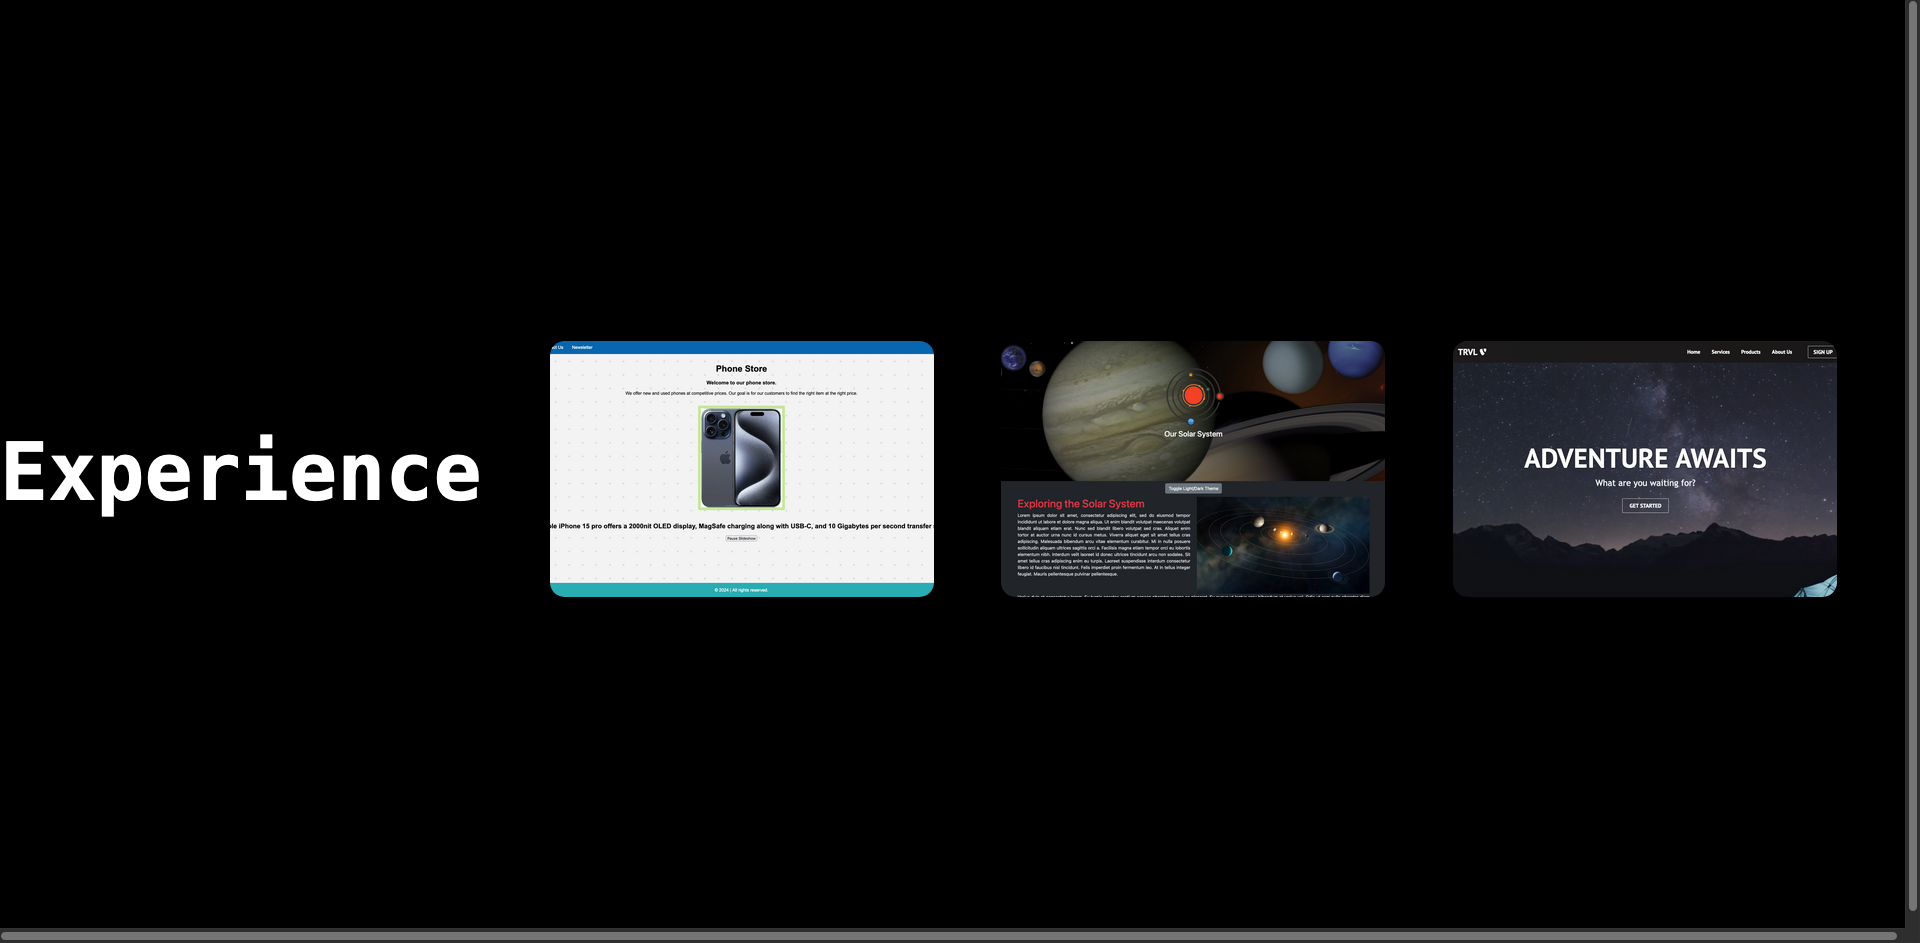 Experience
Newsletter
Phone Store
Welcome to our phone store.
We offer new and used phones at competitive prices. Our goal is for our customers to find the right item at the right price.
iPhone 15 pro offers a 2000nit OLED display, MagSafe charging along with USB-C, and 10 Gigabytes per second transfer
Pause Slideshow
© 2024 | All rights reserved.
Our Solar System
Toggle Light/Dark Theme
Exploring the Solar System
Lorem ipsum dolor sit amet, consectetur adipiscing elit, sed do eiusmod tempor
incididunt ut labore et dolore magna aliqua. Ut enim blandit volutpat maecenas volutpat
blandit aliquam etiam erat. Nunc sed blandit libero volutpat sed cras. Aliquet enim
tortor at auctor urna nunc id cursus metus. Viverra aliquet eget sit amet tellus cras
adipiscing. Malesuada bibendum arcu vitae elementum curabitur. Mi in nulla posuere
sollicitudin aliquam ultrices sagittis orci a. Facilisis magna etiam tempor orci eu lobortis
elementum nibh. Interdum velit laoreet id donec ultrices tincidunt arcu non sodales. Sit
amet tellus cras adipiscing enim eu turpis. Laoreet suspendisse interdum consectetur
libero id faucibus nisl tincidunt. Felis imperdiet proin fermentum leo. At in tellus integer
feugiat. Mauris pellentesque pulvinar pellentesque.
TRVL
Home Services Products About Us SIGN UP
ADVENTURE AWAITS
What are you waiting for?
GET STARTED